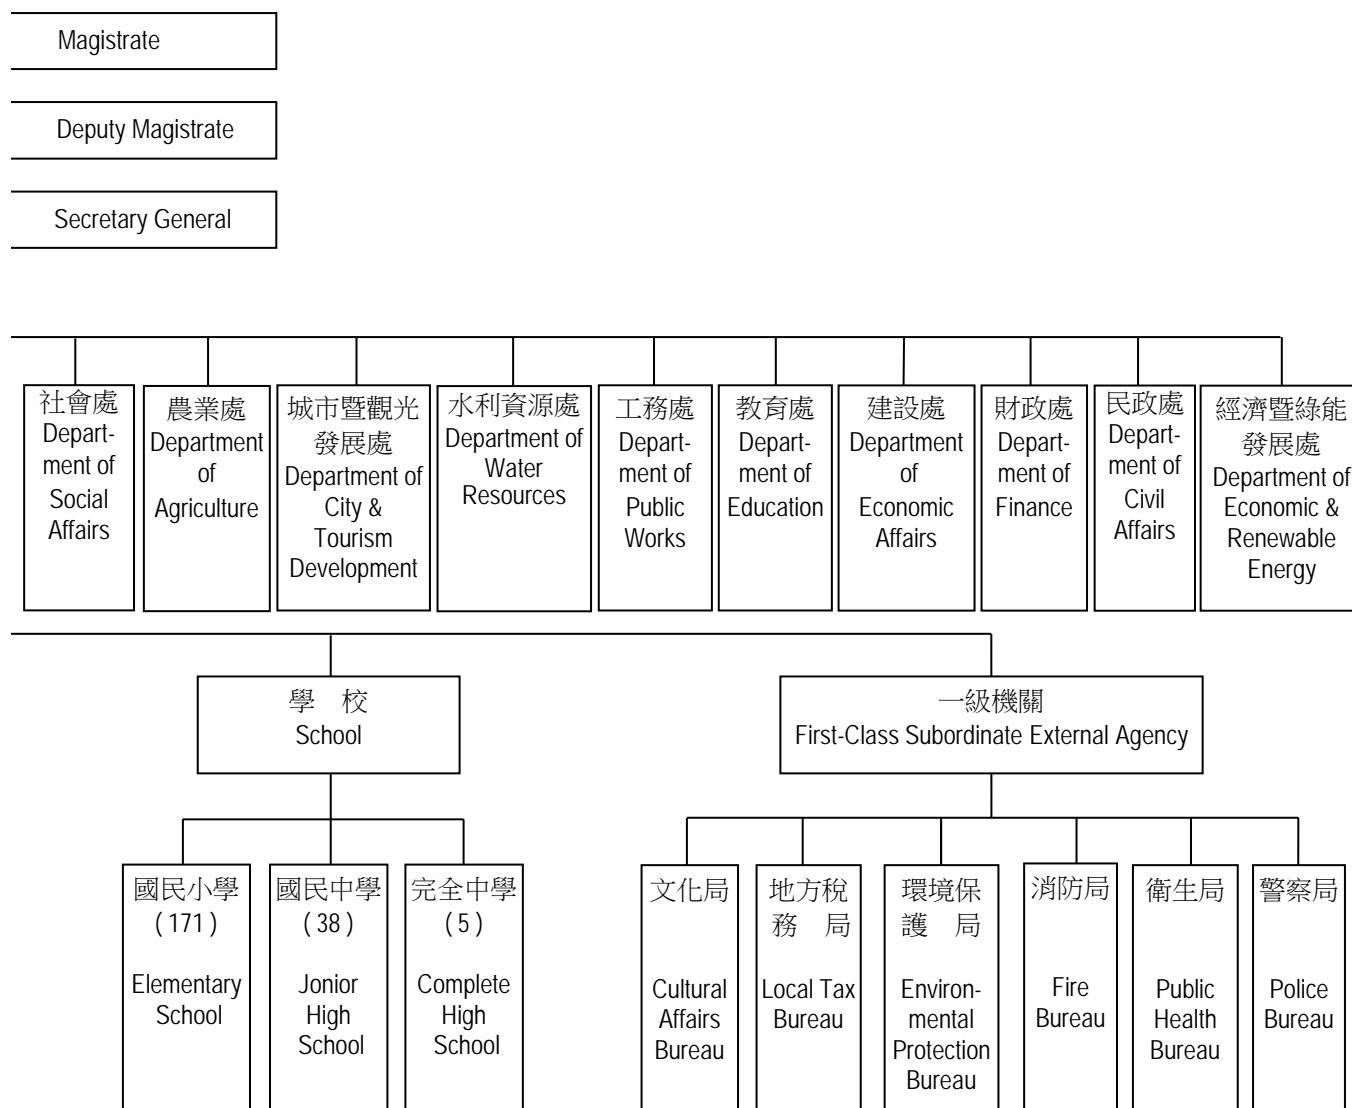 Magistrate
Deputy Magistrate
Secretary General
社會處
Depart-
ment of
Social
Affairs
農業處
Department
of
Agriculture
城市暨觀光
發展處
Department of
City &
Tourism
Development
水利資源處
Department of
Water
Resources
工務處
Depart-
ment of
Public
Works
教育處
Depart-
ment of
Education
建設處
Department
of
Economic
Affairs
財政處
Depart-
ment of
Finance
民政處
Depart-
ment of
Civil
Affairs
經濟暨綠能
發展處
Department of
Economic &
Renewable
Energy
學 校
School
一級機關
First-Class Subordinate External Agency
國民小學
( 171 )
Elementary
School
國民中學
( 38 )
Jonior
High
School
完全中學
( 5 )
Complete
High
School
文化局
Cultural
Affairs
Bureau
地方稅
務 局
Local Tax
Bureau
環境保
護 局
Environ-
mental
Protection
Bureau
消防局
Fire
Bureau
衛生局
Public
Health
Bureau
警察局
Police
Bureau